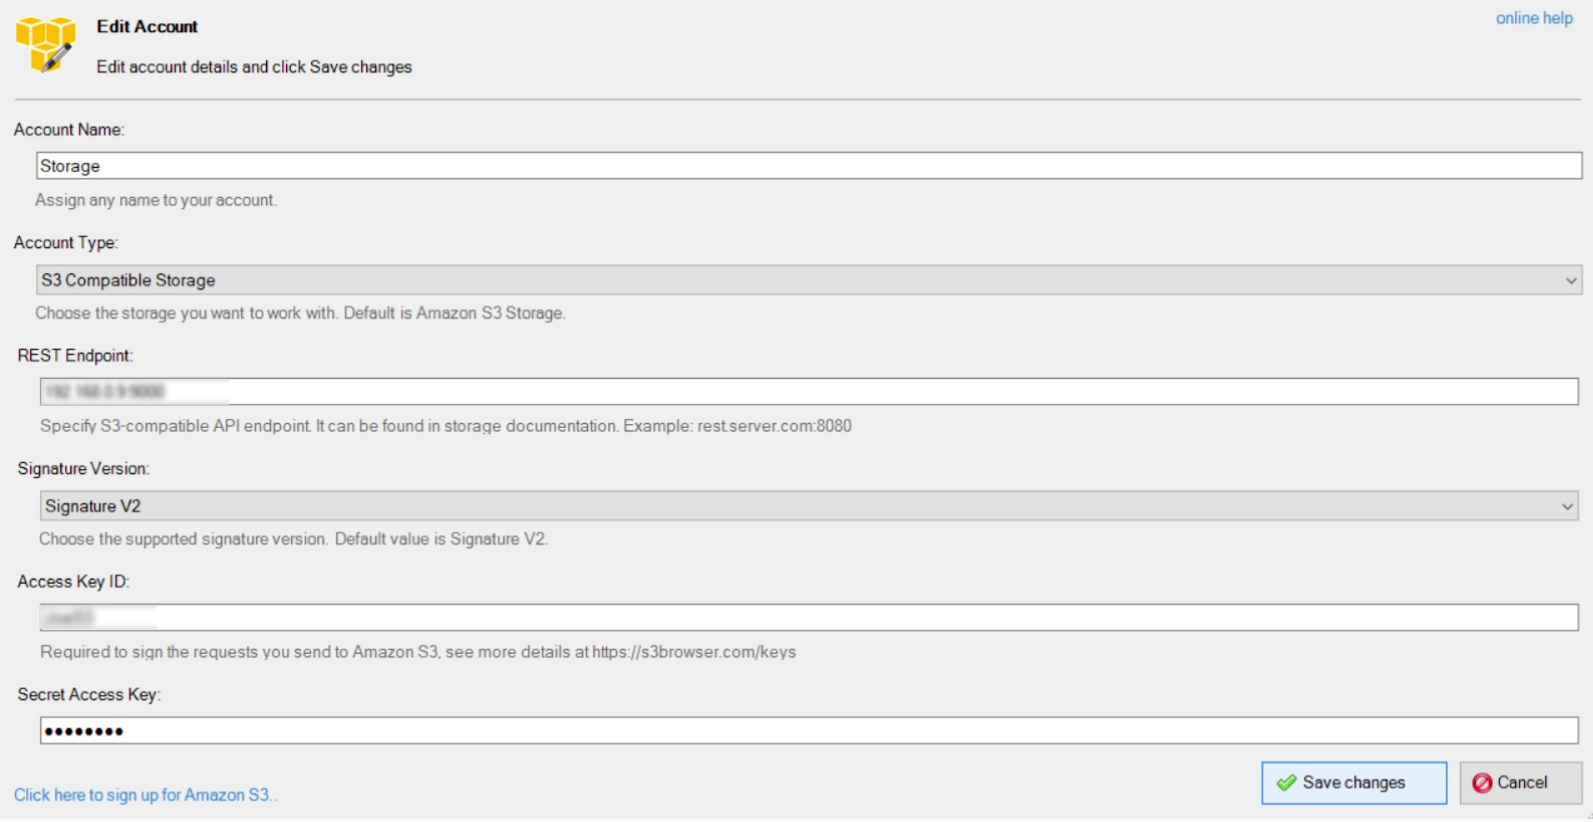 Edit Account
online help
Edit account details and click Save changes
Account Name:
Storage
Assign any name to your account.
Account Type:
S3 Compatible Storage
Choose the storage you want to work with. Default is Amazon S3 Storage.
REST Endpoint:
Specify S3-compatible API endpoint. It can be found in storage documentation. Example: rest.server.com:8080
Signature Version:
Signature V2
Choose the supported signature version. Default value is Signature V2.
Access Key ID:
Required to sign the requests you send to Amazon S3, see more details at https://s3browser.com/keys
Secret Access Key:
●●●●●●●●
Save changes
Cancel
Click here to sign up for Amazon S3..